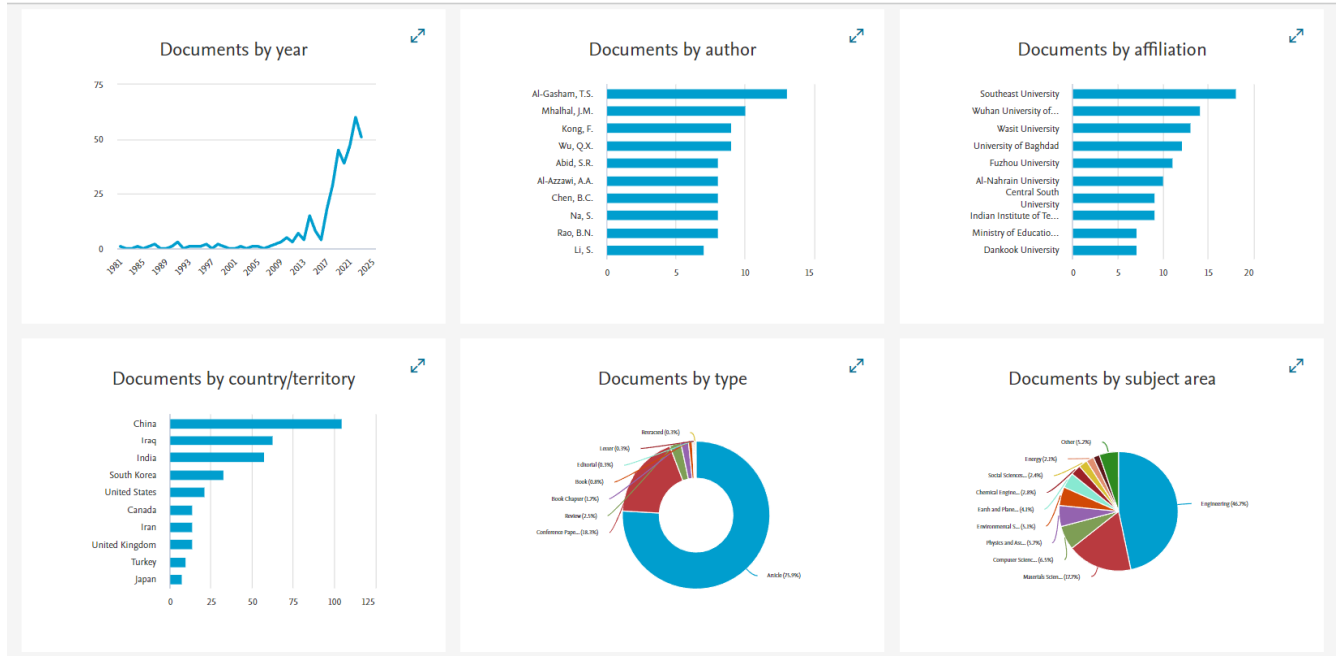 Documents by year
75
50
25
0
1981
1985
1989
1993
1997
2001
2005
2009
2013
2017
2021
2025
Documents by author
Al-Gasham, T.S.
Mhalhal, J.M.
Kong, F.
Wu, Q.X.
Abid, S.R.
Al-Azzawi, A.A.
Chen, B.C.
Na, S.
Rao, B.N.
Li, S.
0
5
10
15
Documents by affiliation
Southeast University
Wuhan University of...
Wasit University
University of Baghdad
Fuzhou University
Al-Nahrain University
Central South
University
Indian Institute of Te...
Ministry of Educatio...
Dankook University
0
5
10
15
20
Documents by country/territory
China
Iraq
India
South Korea
United States
Canada
Iran
United Kingdom
Turkey
Japan
0
25
50
75
100
125
Documents by type
Retracted (0.3%)
Letter (0.3%)
Editorial (0.3%)
Book (0.8%)
Book Chapter (1.7%)
Review (2.5%)
Conference Pape... (18.3%)
Article (75.9%)
Documents by subject area
Other (5.2%)
Energy (2.1%)
Social Sciences... (2.4%)
Chemical Engine... (2.8%)
Earth and Plane... (4.1%)
Environmental S... (5.1%)
Physics and Ast... (5.7%)
Computer Scienc... (6.5%)
Materials Scien... (17.7%)
Engineering (46.7%)